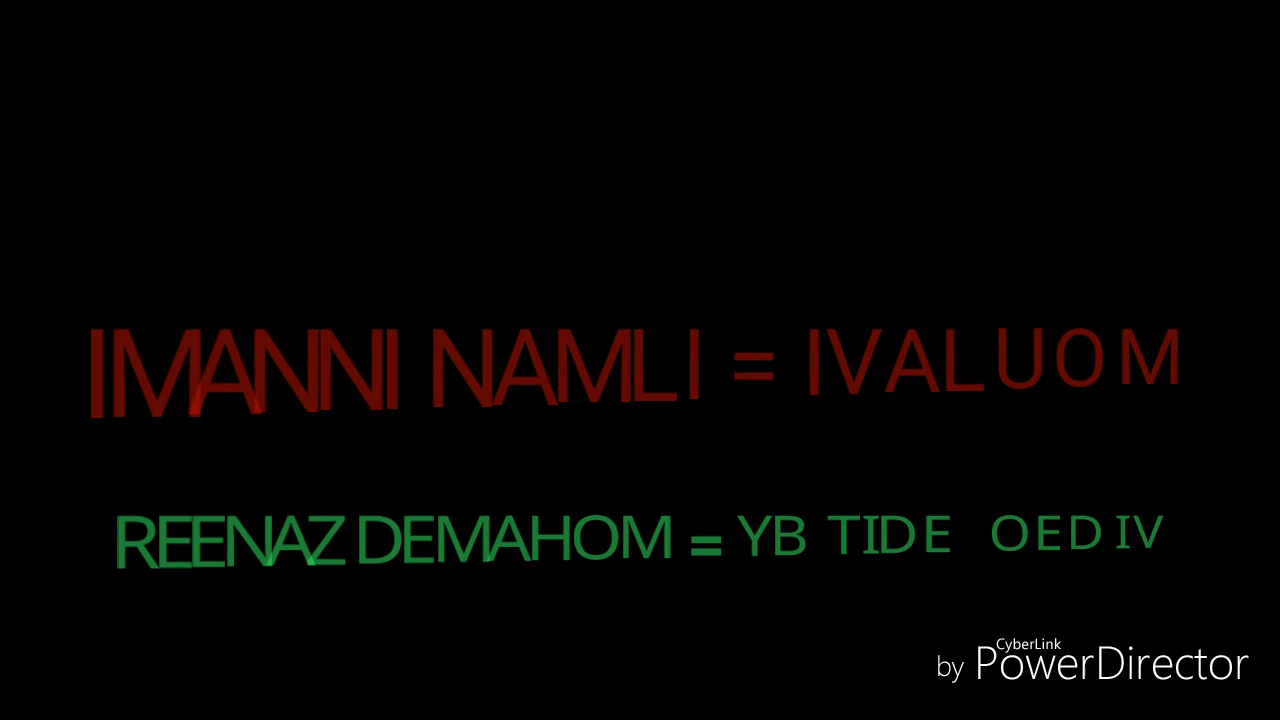 IMANNI NAMLI = IVALUOM
REENAZ DEMAHOM = YB TIDE OEDIV
CyberLink
by PowerDirector